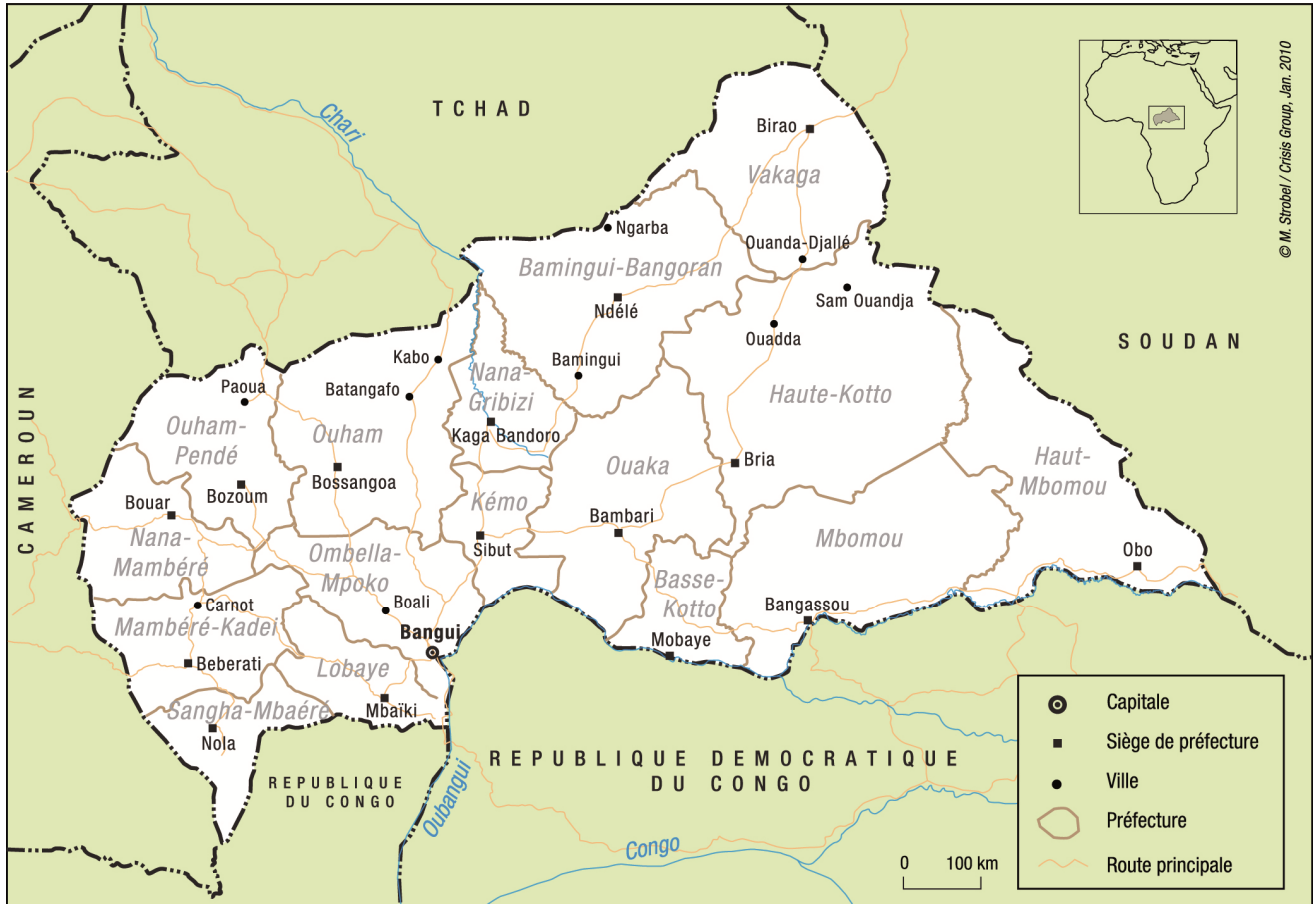 TCHAD
Chari
Birao
Vakaga
© M. Strobel / Crisis Group, Jan. 2010
Ngarba
Ouanda-Djallé
Bamingui-Bangoran
Sam Ouandja
Ndélé
Ouadda
SOUDAN
Kabo
Bamingui
Nana-
Gribizi
Paoua
Batangafo
Haute-Kotto
CAMEROUN
Ouham-
Pendé
Ouham
Kaga Bandoro
Ouaka
Bria
Haut-
Mbomou
Bossangoa
Bozoum
Kémo
Bouar
Bambari
Nana-
Mambéré
Ombella-
Mpoko
Sibut
Mbomou
Obo
Basse-
Kotto
Carnot
Boali
Mambéré-Kadei
Bangassou
Bangui
Mobaye
Beberati
Lobaye
Sangha-Mbaéré
Mbaïki
Nola
REPUBLIQUE
DU CONGO
Oubangui
REPUBLIQUE DEMOCRATIQUE
DU CONGO
Congo
0 100 km
Capitale
Siège de préfecture
Ville
Préfecture
Route principale